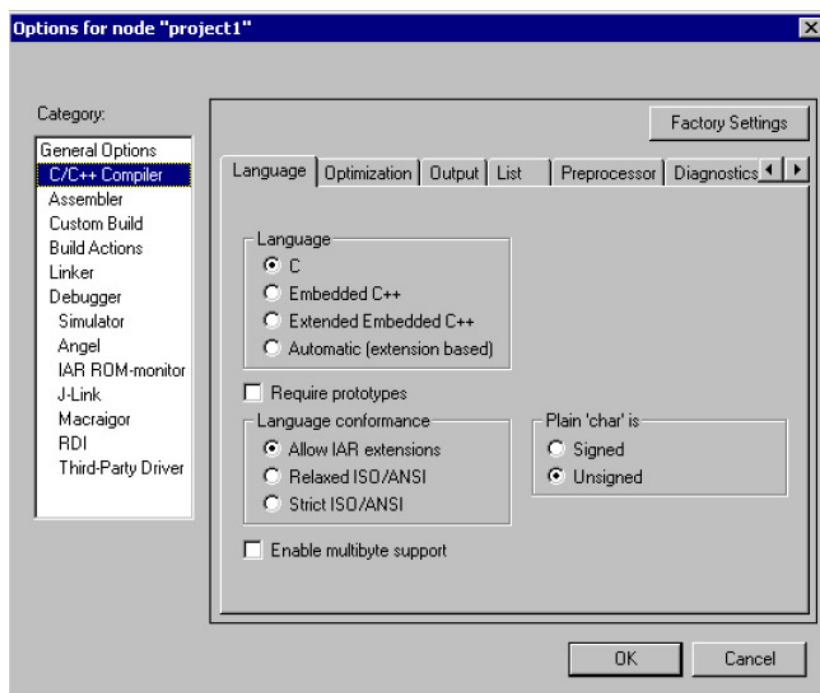 Options for node "project1"
Category:
Factory Settings
General Options
C/C++ Compiler
Assembler
Custom Build
Build Actions
Linker
Debugger
Simulator
Angel
IAR ROM-monitor
J-Link
Macraigor
RDI
Third-Party Driver
Language Optimization Output List Preprocessor Diagnostics
Language
C
Embedded C++
Extended Embedded C++
Automatic (extension based)
Require prototypes
Language conformance
Allow IAR extensions
Relaxed ISO/ANSI
Strict ISO/ANSI
Plain 'char' is
Signed
Unsigned
Enable multibyte support
OK Cancel